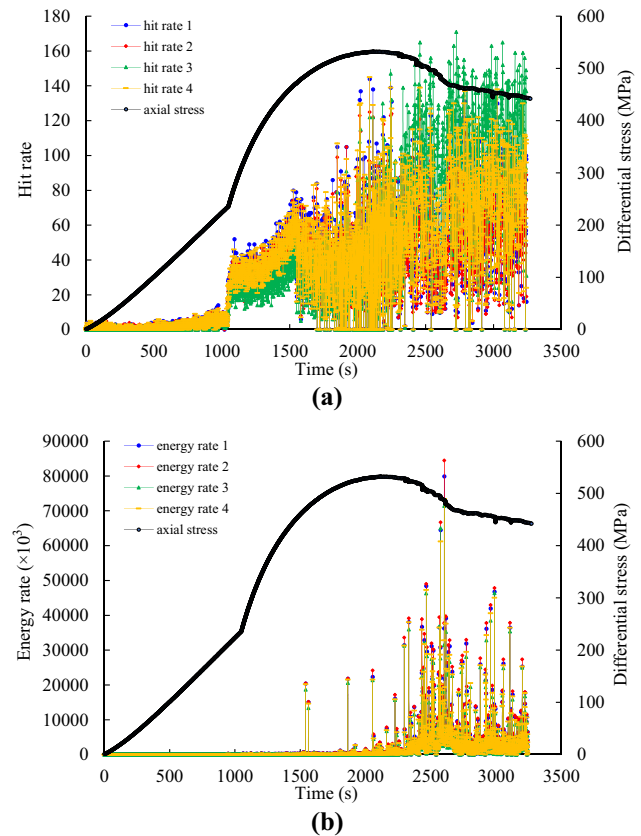 180
160
140
120
100
80
60
40
20
0
Hit rate
hit rate 1
hit rate 2
hit rate 3
hit rate 4
axial stress
600
500
400
300
200
100
0
Differential stress (MPa)
0 500 1000 1500 2000 2500 3000 3500
Time (s)
(a)
90000
80000
70000
60000
50000
40000
30000
20000
10000
0
Energy rate (×10³)
energy rate 1
energy rate 2
energy rate 3
energy rate 4
axial stress
600
500
400
300
200
100
0
Differential stress (MPa)
0 500 1000 1500 2000 2500 3000 3500
Time (s)
(b)